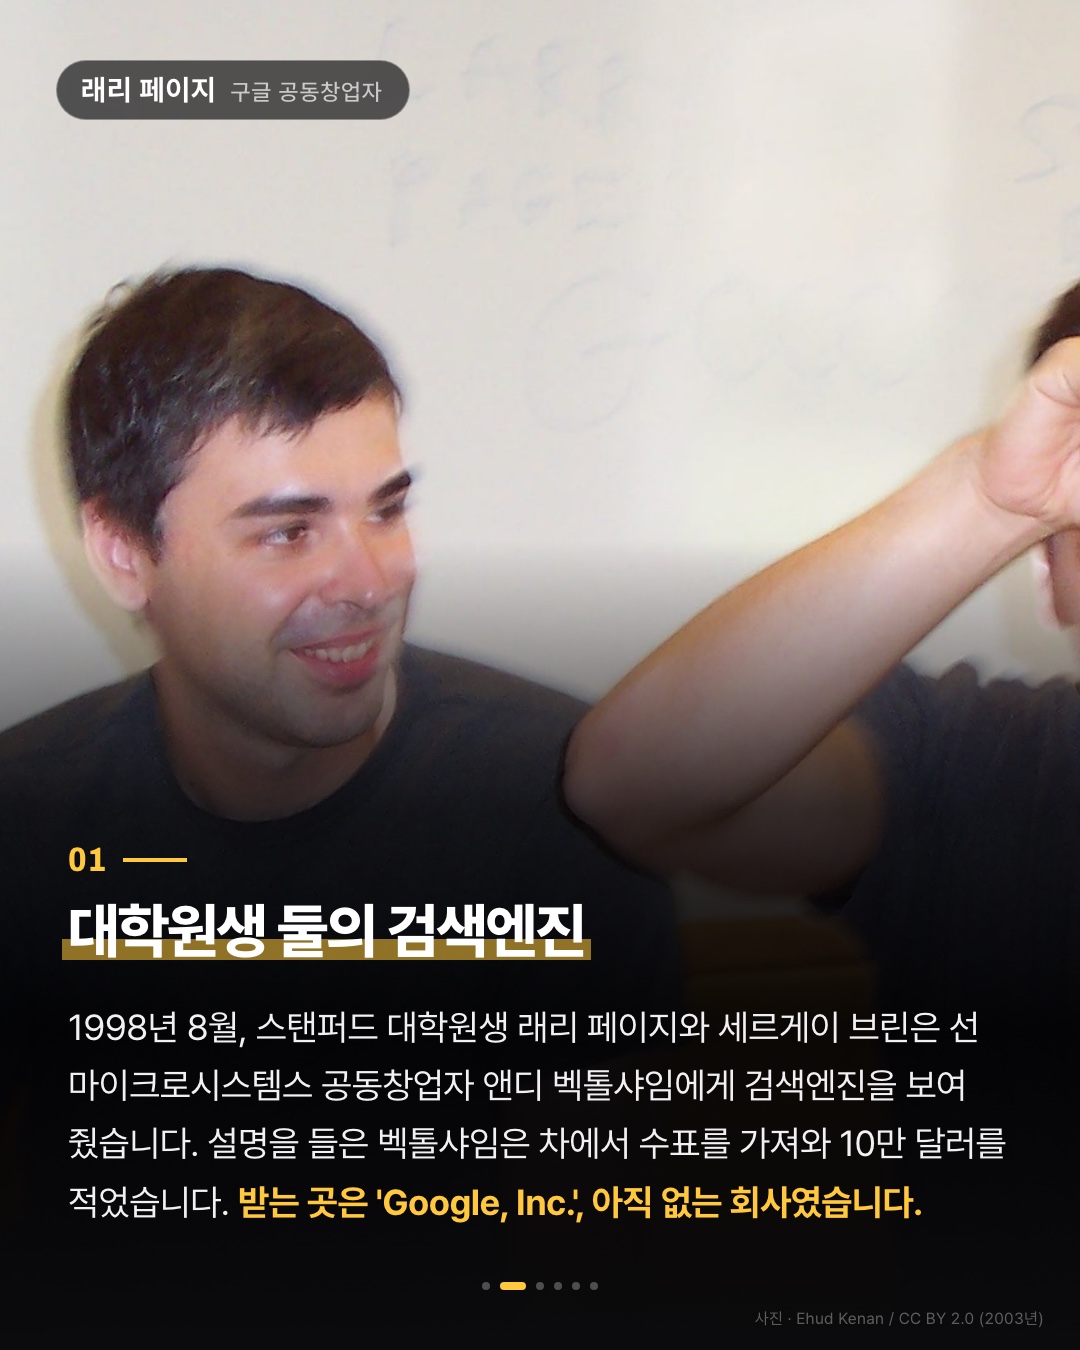 래리 페이지 구글 공동창업자
PAGE
01
대학원생 둘의 검색엔진
1998년 8월, 스탠퍼드 대학원생 래리 페이지와 세르게이 브린은 선
마이크로시스템스 공동창업자 앤디 벡톨샤임에게 검색엔진을 보여
줬습니다. 설명을 들은 벡톨샤임은 차에서 수표를 가져와 10만 달러를
적었습니다. 받는 곳은 'Google, Inc.', 아직 없는 회사였습니다.
사진 · Ehud Kenan / CC BY 2.0 (2003년)